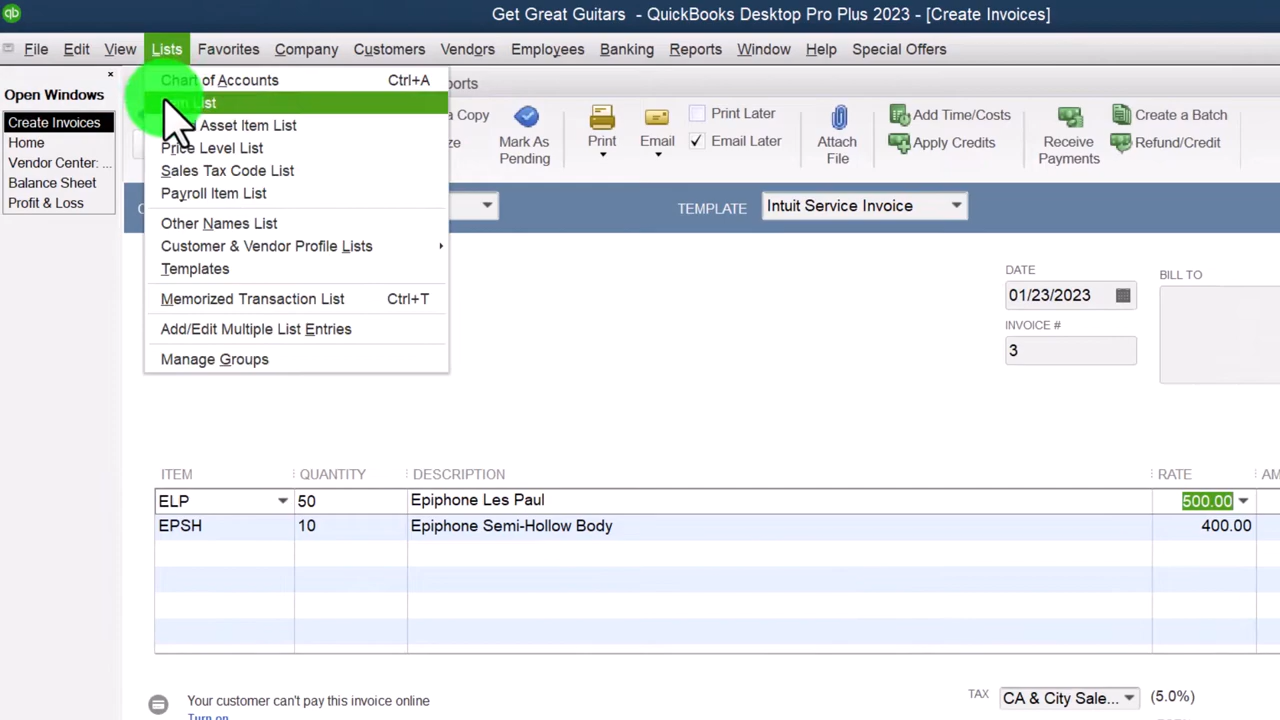 qb
Get Great Guitars - QuickBooks Desktop Pro Plus 2023 - [Create Invoices]
File Edit View Lists Favorites Company Customers Vendors Employees Banking Reports Window Help Special Offers
Open Windows
Create Invoices
Home
Vendor Center: ...
Balance Sheet
Profit & Loss
Chart of Accounts Ctrl+A
List
Asset Item List
Price Level List
Sales Tax Code List
Payroll Item List
Other Names List
Customer & Vendor Profile Lists
Templates
Memorized Transaction List Ctrl+T
Add/Edit Multiple List Entries
Manage Groups
orts
a Copy
Mark As
Pending
Print
Email
Print Later
Email Later
Attach
File
Add Time/Costs
Apply Credits
Receive
Payments
Create a Batch
Refund/Credit
TEMPLATE Intuit Service Invoice
DATE
01/23/2023
INVOICE #
3
BILL TO
ITEM QUANTITY DESCRIPTION RATE AM
ELP 50 Epiphone Les Paul 500.00
EPSH 10 Epiphone Semi-Hollow Body 400.00
Your customer can't pay this invoice online
Turn on
TAX CA & City Sale... (5.0%)